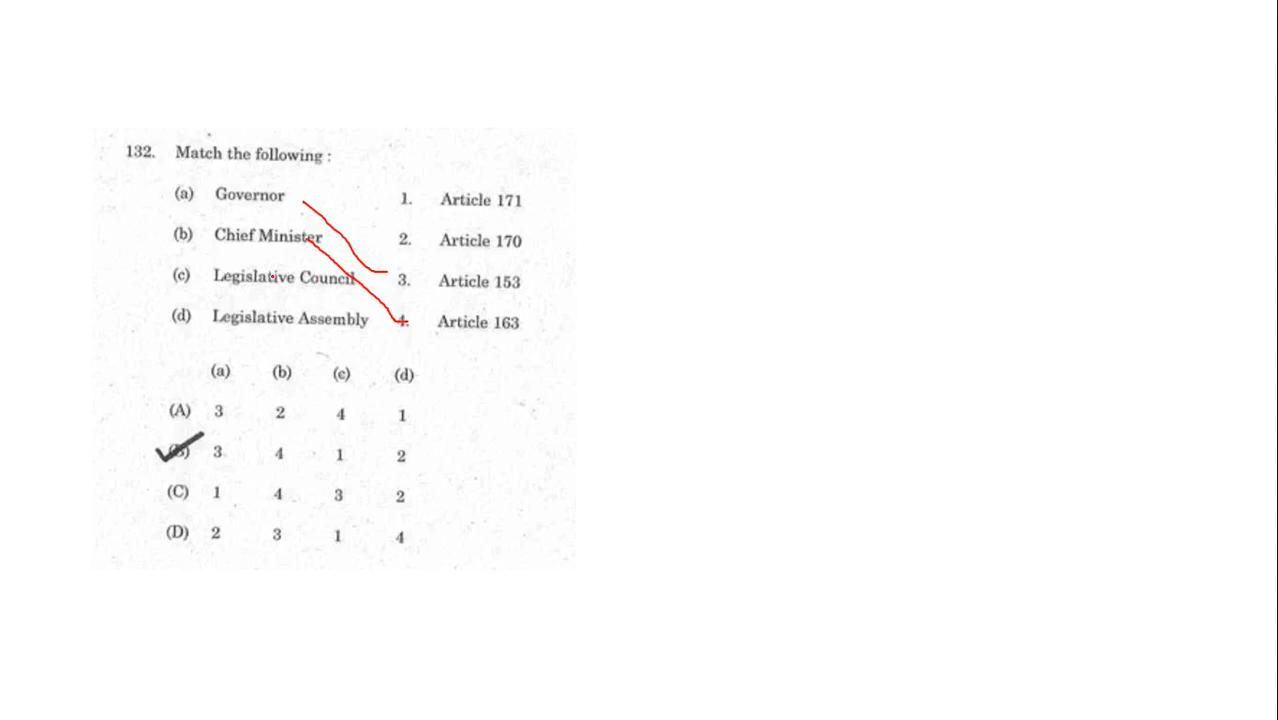 132. Match the following :
(a) Governor 1. Article 171
(b) Chief Minister 2. Article 170
(c) Legislative Council 3. Article 153
(d) Legislative Assembly 4. Article 163
(a) (b) (c) (d)
(A) 3 2 4 1
(B) 3 4 1 2
(C) 1 4 3 2
(D) 2 3 1 4